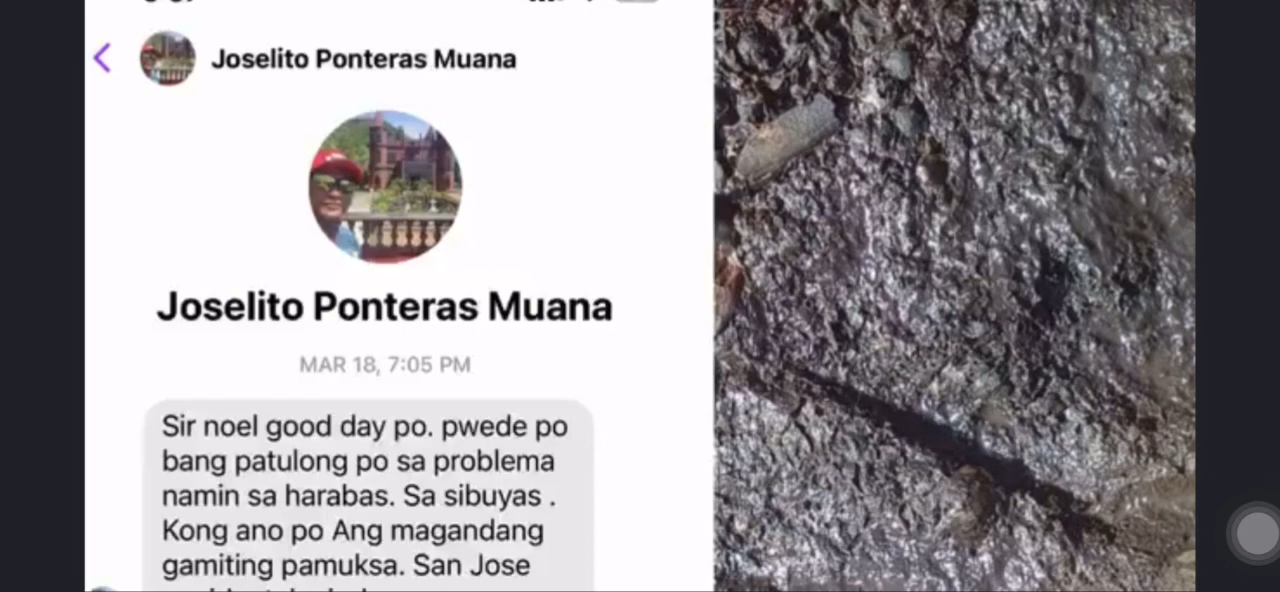 Joselito Ponteras Muana
Joselito Ponteras Muana
MAR 18, 7:05 PM
Sir noel good day po. pwede po
bang patulong po sa problema
namin sa harabas. Sa sibuyas .
Kong ano po Ang magandang
gamiting pamuksa. San Jose